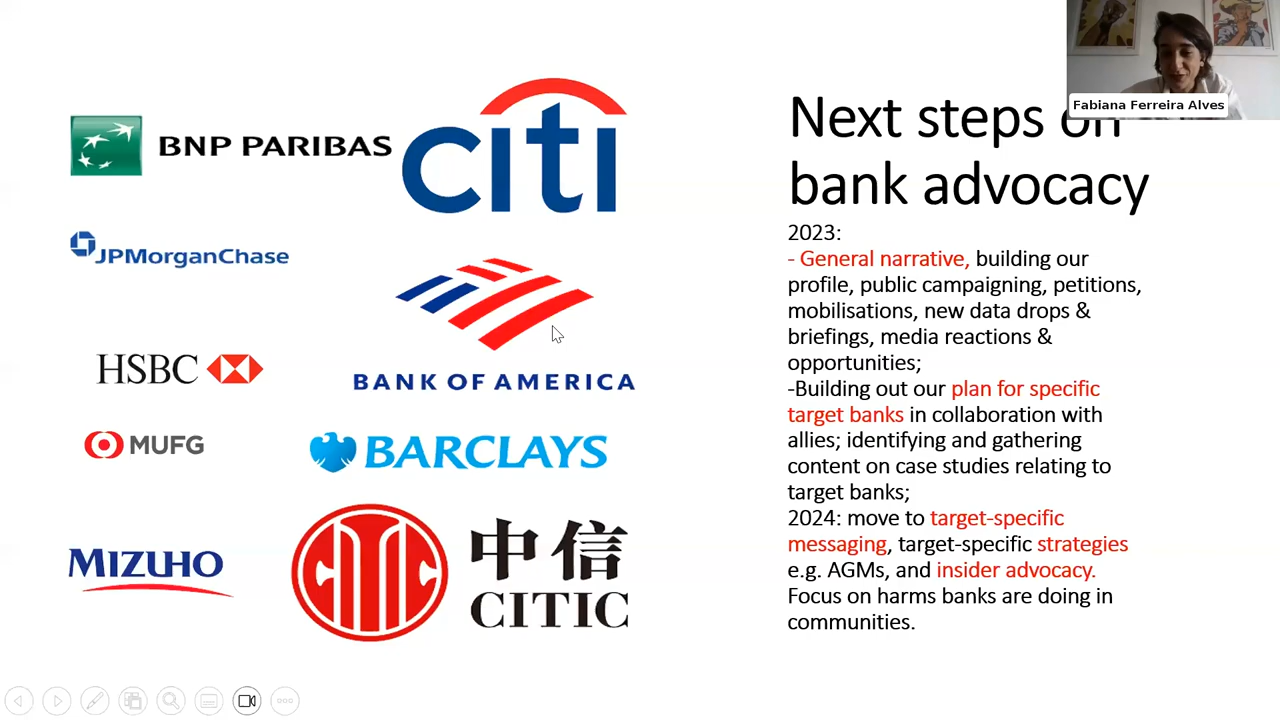 BNP PARIBAS
citi
JPMorganChase
BANK OF AMERICA
HSBC
MUFG
BARCLAYS
MIZUHO
CITIC
中信
CITIC
Fabiana Ferreira Alves
Next steps on
bank advocacy
2023:
- General narrative, building our
profile, public campaigning, petitions,
mobilisations, new data drops &
briefings, media reactions &
opportunities;
-Building out our plan for specific
target banks in collaboration with
allies; identifying and gathering
content on case studies relating to
target banks;
2024: move to target-specific
messaging, target-specific strategies
e.g. AGMs, and insider advocacy.
Focus on harms banks are doing in
communities.